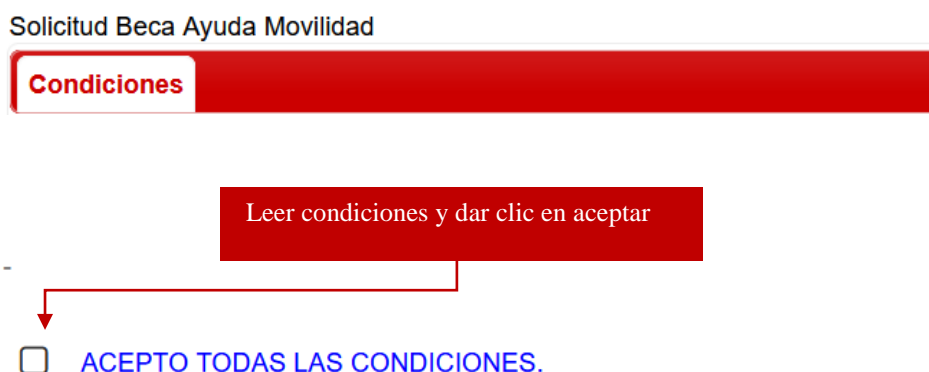 Solicitud Beca Ayuda Movilidad
Condiciones
Leer condiciones y dar clic en aceptar
-
ACEPTO TODAS LAS CONDICIONES.